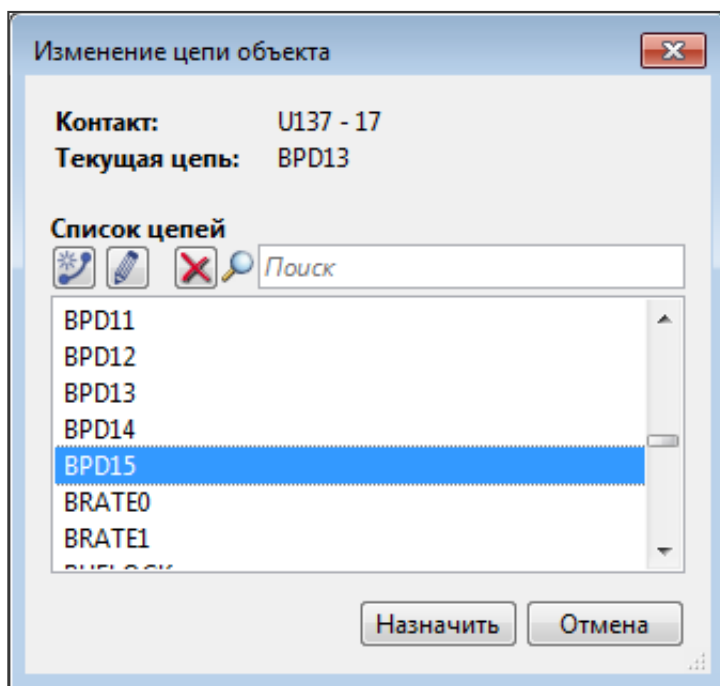 Изменение цепи объекта
Контакт: U137 - 17
Текущая цепь: BPD13
Список цепей
Поиск
BPD11
BPD12
BPD13
BPD14
BPD15
BRATE0
BRATE1
Назначить Отмена